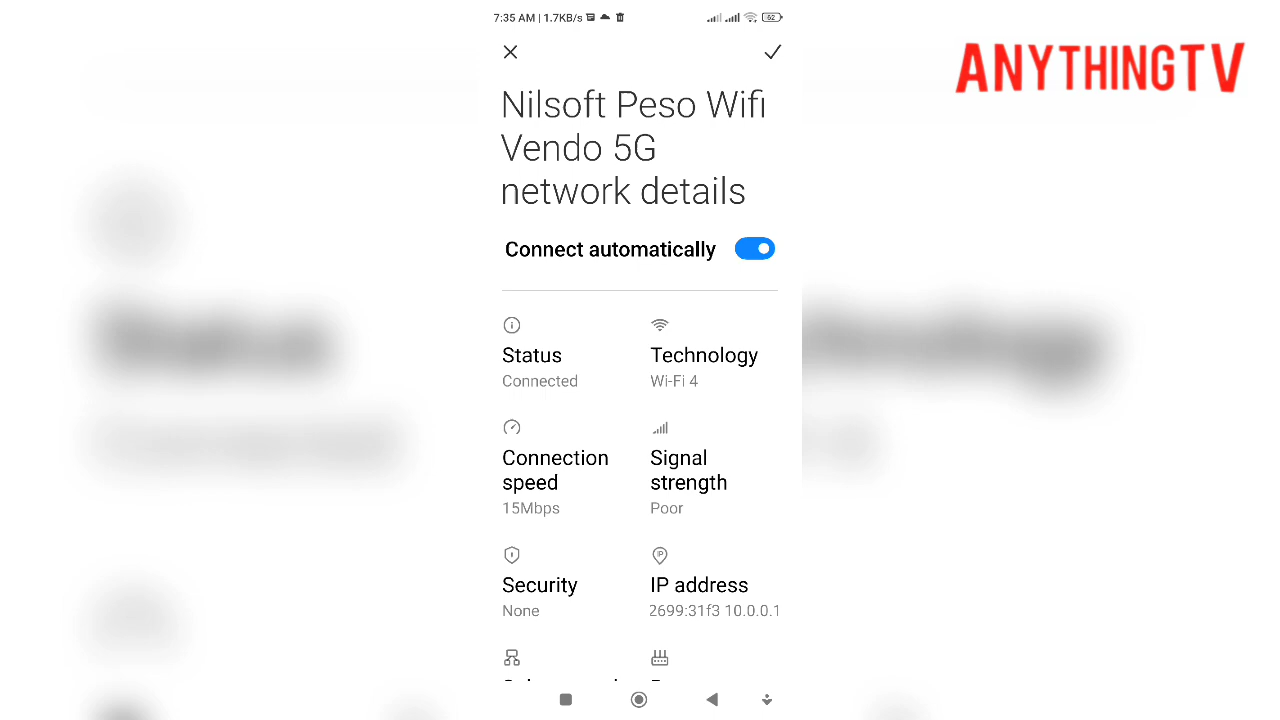 7:35 AM | 1.7KB/s
62
ANYTHINGTV
Nilsoft Peso Wifi
Vendo 5G
network details
Connect automatically
Status
Connected
Technology
Wi-Fi 4
Connection
speed
15Mbps
Signal
strength
Poor
Security
None
IP address
2699:31f3 10.0.0.1